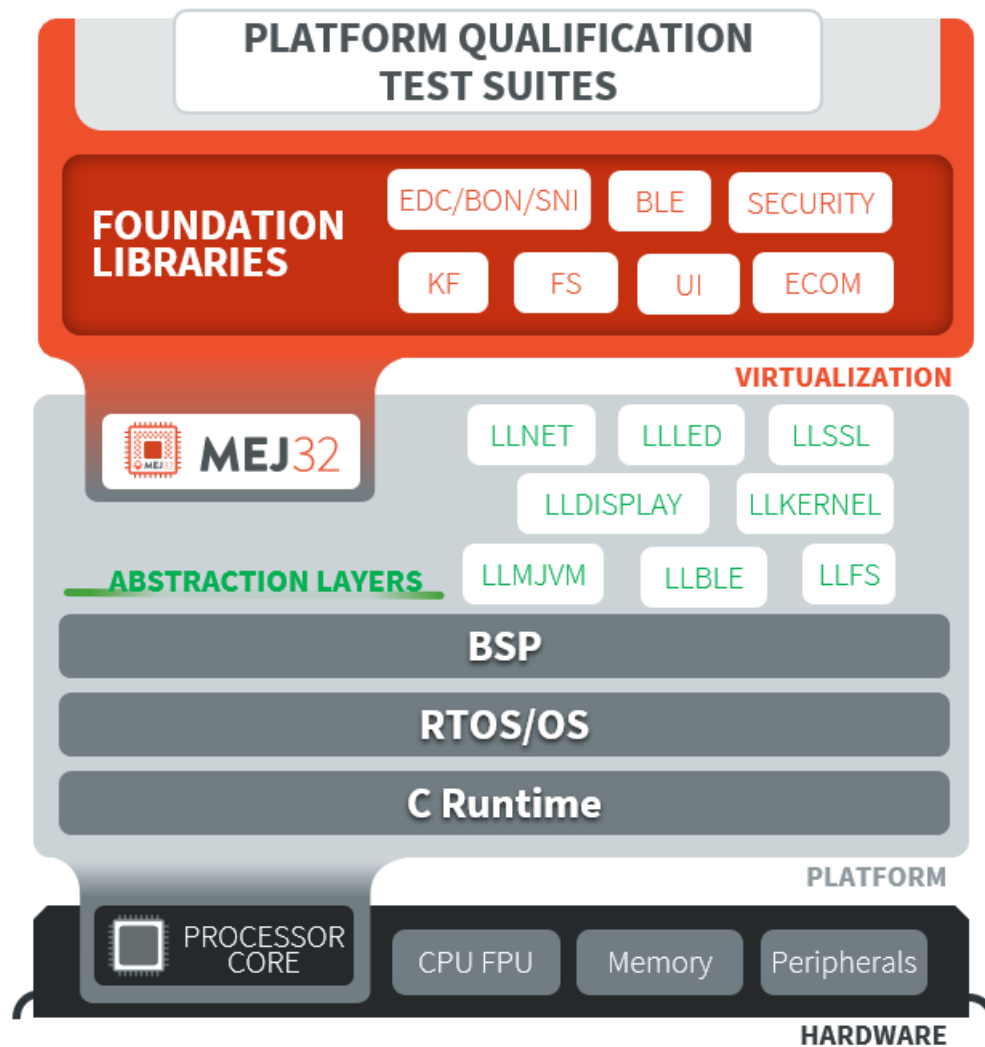 PLATFORM QUALIFICATION
TEST SUITES
FOUNDATION
LIBRARIES
EDC/BON/SNI
BLE
SECURITY
KF
FS
UI
ECOM
VIRTUALIZATION
MEJ32
MEJ32
LLNET
LLLED
LLSSL
LLDISPLAY
LLKERNEL
ABSTRACTION LAYERS
LLMJVM
LLBLE
LLFS
BSP
RTOS/OS
C Runtime
PLATFORM
PROCESSOR
CORE
CPU FPU
Memory
Peripherals
HARDWARE